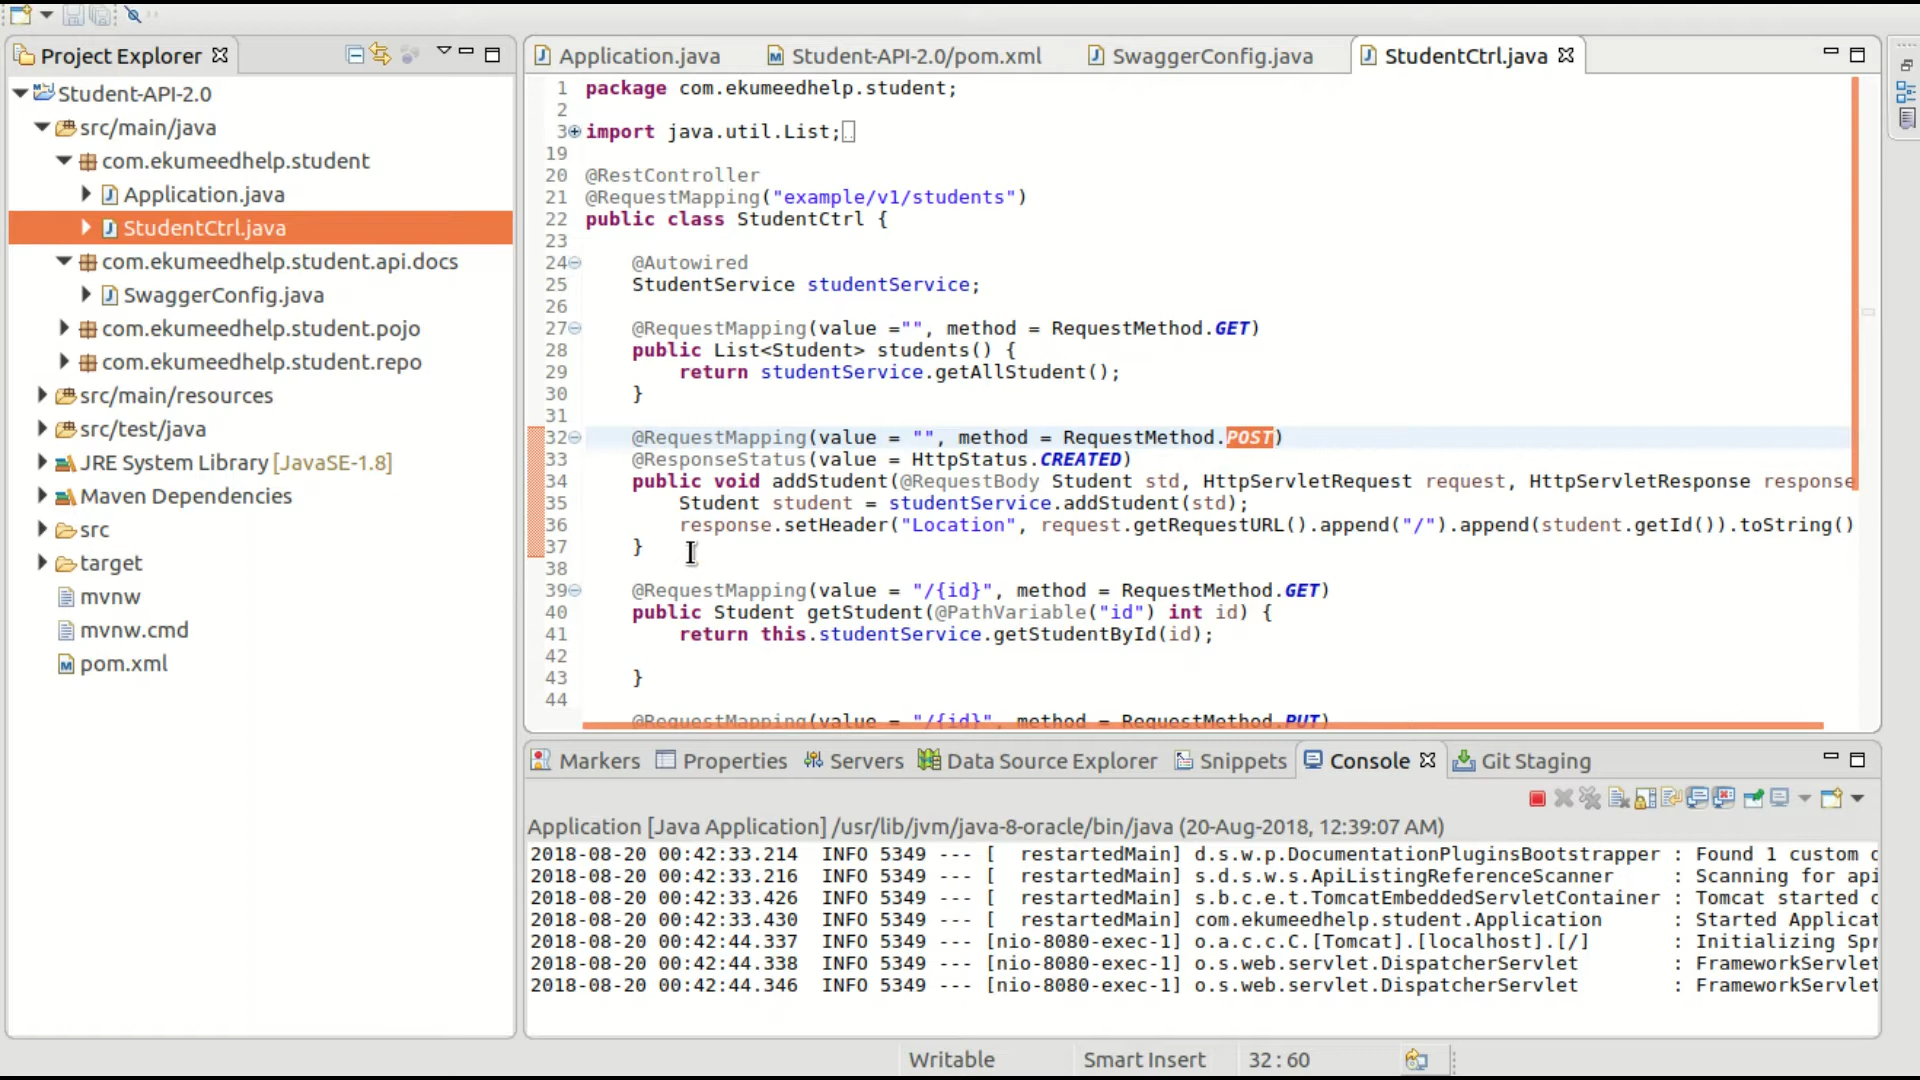 Project Explorer
Student-API-2.0
src/main/java
com.ekumeedhelp.student
Application.java
StudentCtrl.java
com.ekumeedhelp.student.api.docs
SwaggerConfig.java
com.ekumeedhelp.student.pojo
com.ekumeedhelp.student.repo
src/main/resources
src/test/java
JRE System Library [JavaSE-1.8]
Maven Dependencies
src
target
mvnw
mvnw.cmd
pom.xml
Application.java Student-API-2.0/pom.xml SwaggerConfig.java StudentCtrl.java
1 package com.ekumeedhelp.student;
2
3 import java.util.List;
19
20 @RestController
21 @RequestMapping("example/v1/students")
22 public class StudentCtrl {
23
24 @Autowired
25 StudentService studentService;
26
27 @RequestMapping(value ="", method = RequestMethod.GET)
28 public List<Student> students() {
29 return studentService.getAllStudent();
30 }
31
32 @RequestMapping(value = "", method = RequestMethod.POST)
33 @ResponseStatus(value = HttpStatus.CREATED)
34 public void addStudent(@RequestBody Student std, HttpServletRequest request, HttpServletResponse response
35 Student student = studentService.addStudent(std);
36 response.setHeader("Location", request.getRequestURL().append("/").append(student.getId()).toString()
37 }
38
39 @RequestMapping(value = "/{id}", method = RequestMethod.GET)
40 public Student getStudent(@PathVariable("id") int id) {
41 return this.studentService.getStudentById(id);
42
43 }
44
@RequestMapping(value = "/{id}", method = RequestMethod.PUT)
Markers Properties Servers Data Source Explorer Snippets Console Git Staging
Application [Java Application] /usr/lib/jvm/java-8-oracle/bin/java (20-Aug-2018, 12:39:07 AM)
2018-08-20 00:42:33.214 INFO 5349 --- [ restartedMain] d.s.w.p.DocumentationPluginsBootstrapper : Found 1 custom
2018-08-20 00:42:33.216 INFO 5349 --- [ restartedMain] s.d.s.w.s.ApiListingReferenceScanner : Scanning for api
2018-08-20 00:42:33.426 INFO 5349 --- [ restartedMain] s.b.c.e.t.TomcatEmbeddedServletContainer : Tomcat started
2018-08-20 00:42:33.430 INFO 5349 --- [ restartedMain] com.ekumeedhelp.student.Application : Started Applicat
2018-08-20 00:42:44.337 INFO 5349 --- [nio-8080-exec-1] o.a.c.c.C.[Tomcat].[localhost].[/] : Initializing Spr
2018-08-20 00:42:44.338 INFO 5349 --- [nio-8080-exec-1] o.s.web.servlet.DispatcherServlet : FrameworkServlet
2018-08-20 00:42:44.346 INFO 5349 --- [nio-8080-exec-1] o.s.web.servlet.DispatcherServlet : FrameworkServlet
Writable Smart Insert 32 : 60